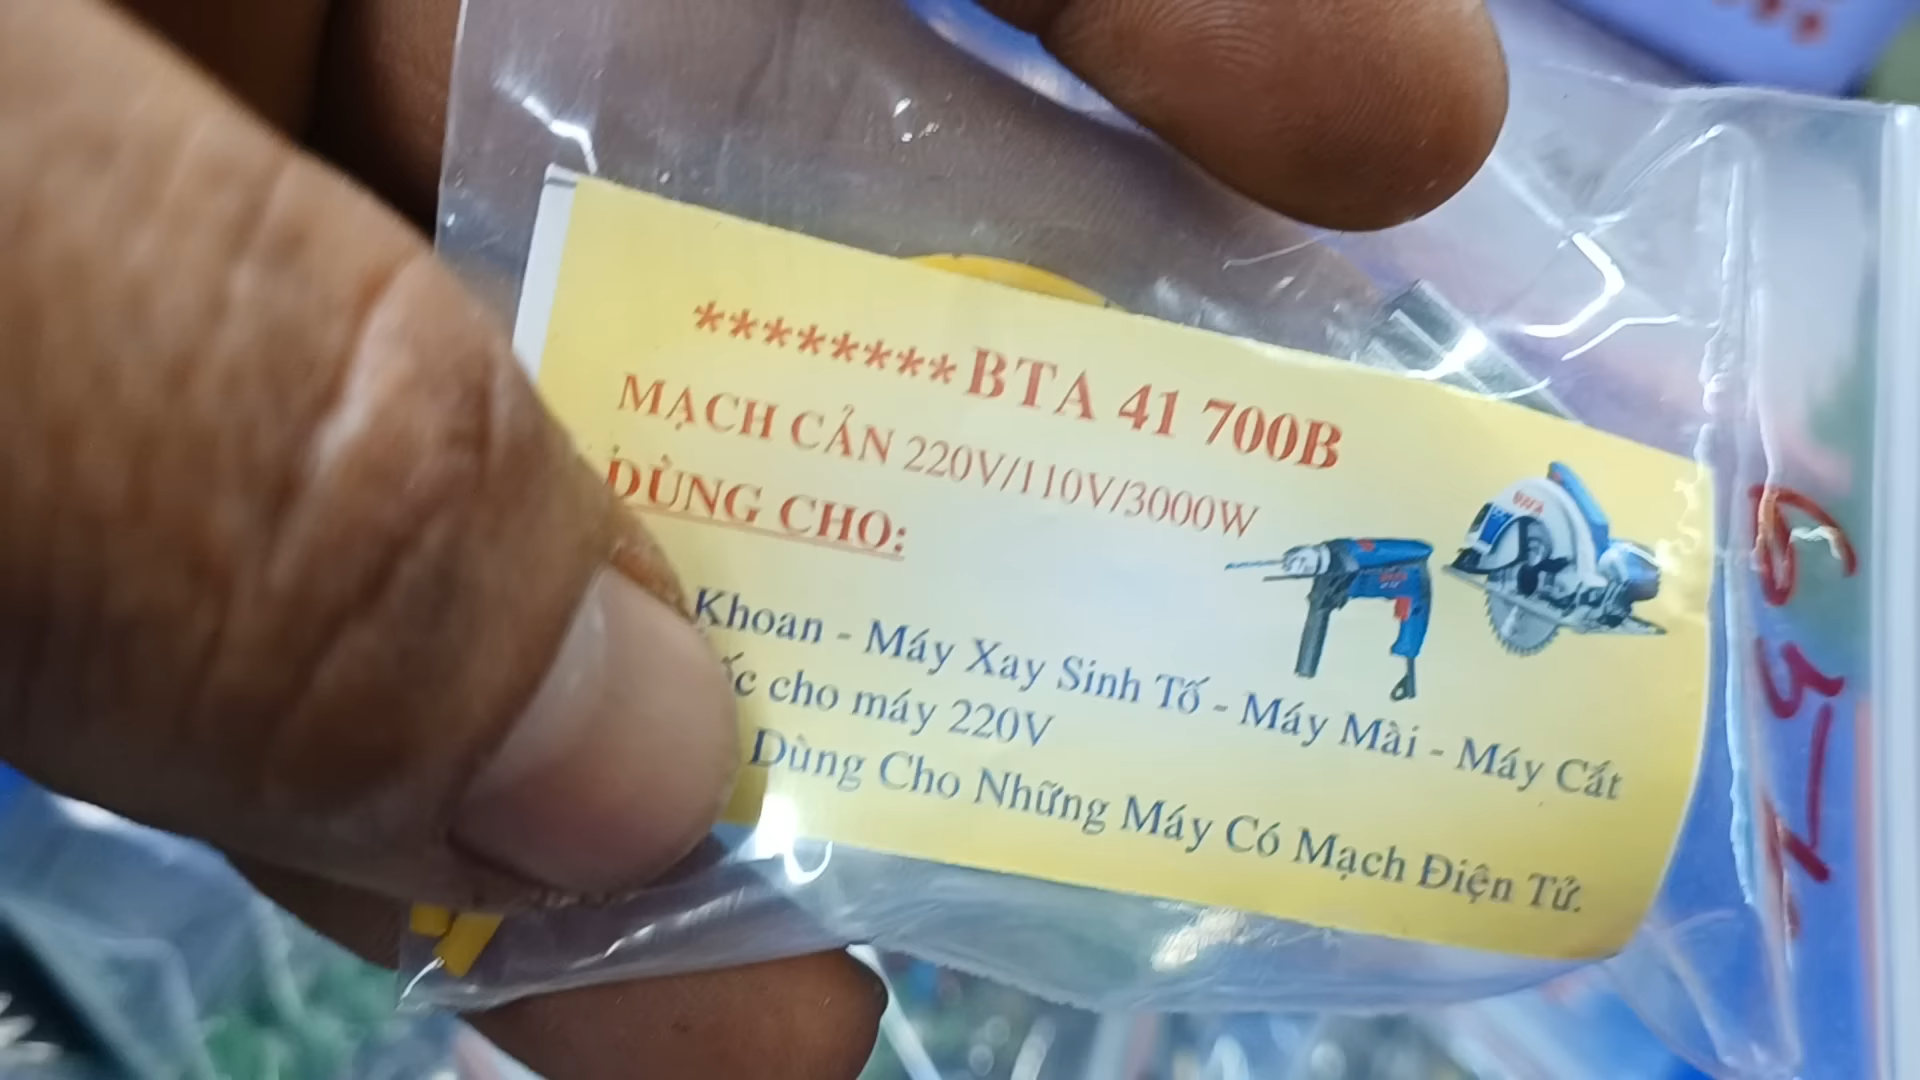 ********BTA 41 700B
MẠCH CẢN 220V/110V/3000W
DÙNG CHO:
Khoan - Máy Xay Sinh Tố - Máy Mài - Máy Cắt
cho máy 220V
Dùng Cho Những Máy Có Mạch Điện Tử.